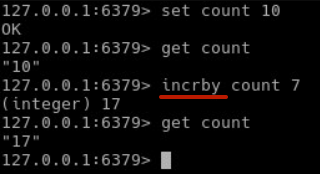 127.0.0.1:6379> set count 10
OK
127.0.0.1:6379> get count
"10"
127.0.0.1:6379> incrby count 7
(integer) 17
127.0.0.1:6379> get count
"17"
127.0.0.1:6379>